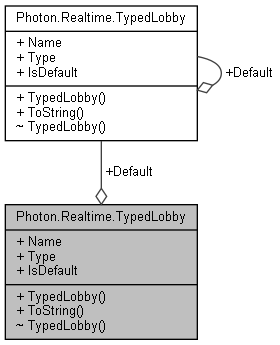 Photon.Realtime.TypedLobby
+ Name
+ Type
+ IsDefault
+ TypedLobby()
+ ToString()
~ TypedLobby()
+Default
+Default
Photon.Realtime.TypedLobby
+ Name
+ Type
+ IsDefault
+ TypedLobby()
+ ToString()
~ TypedLobby()